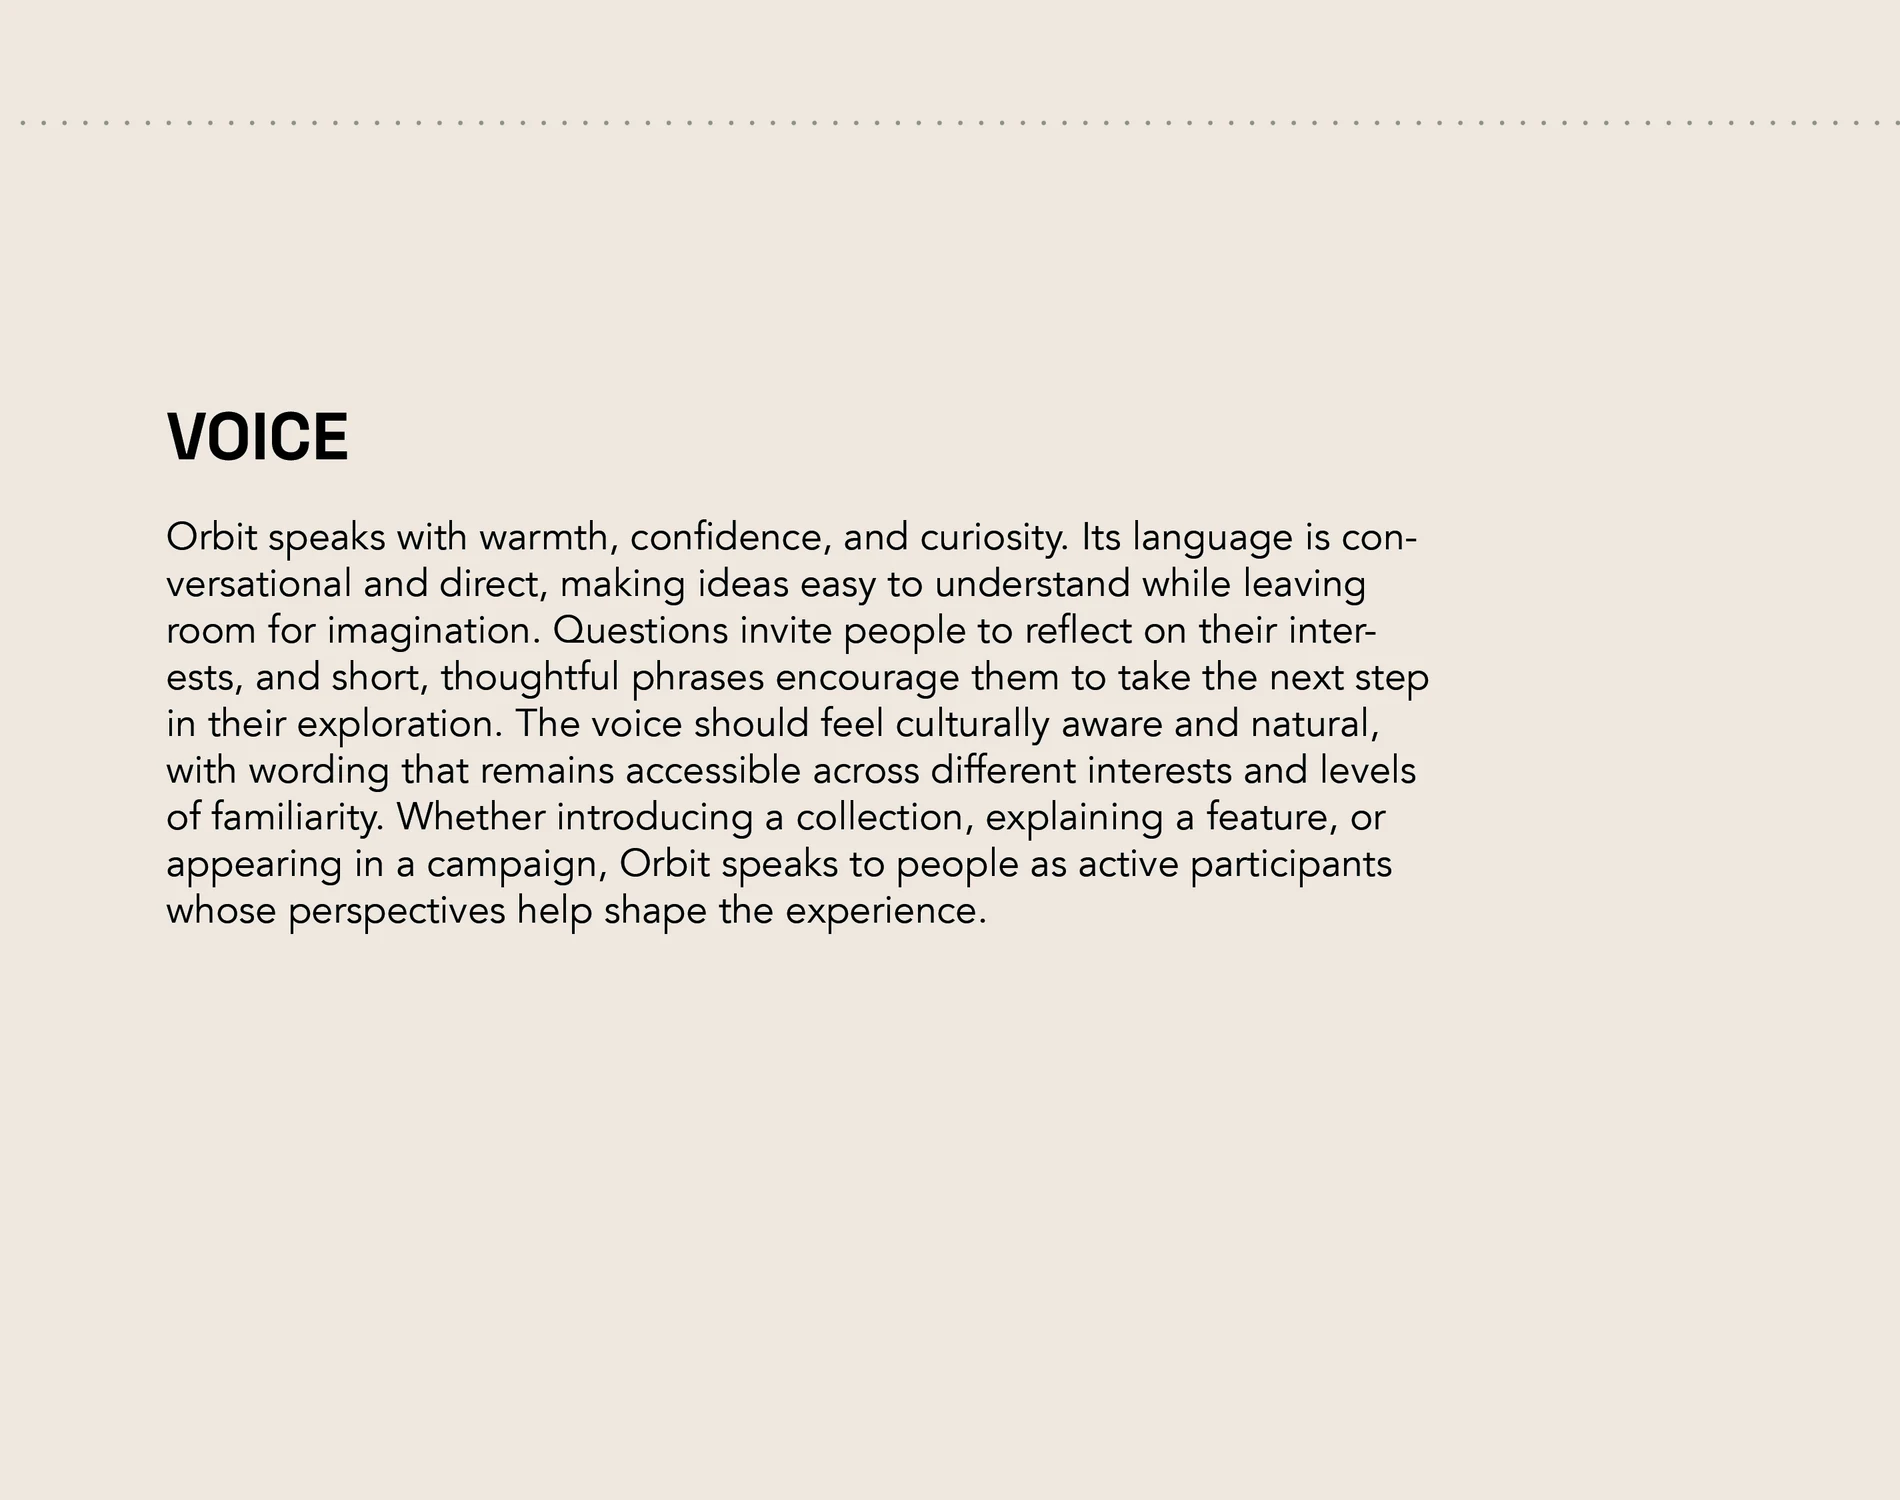 VOICE
Orbit speaks with warmth, confidence, and curiosity. Its language is con-
versational and direct, making ideas easy to understand while leaving
room for imagination. Questions invite people to reflect on their inter-
ests, and short, thoughtful phrases encourage them to take the next step
in their exploration. The voice should feel culturally aware and natural,
with wording that remains accessible across different interests and levels
of familiarity. Whether introducing a collection, explaining a feature, or
appearing in a campaign, Orbit speaks to people as active participants
whose perspectives help shape the experience.